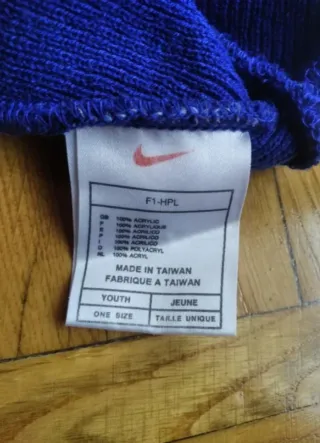 F1-HPL
GB 100% ACRYLIC
F 100% ACRYLIQUE
E 100% ACRILICO
P 100% ACRILICO
I 100% ACRILICO
D 100% POLYACRYL
NL 100% ACRYL
MADE IN TAIWAN
FABRIQUE A TAIWAN
YOUTH JEUNE
ONE SIZE TAILLE UNIQUE